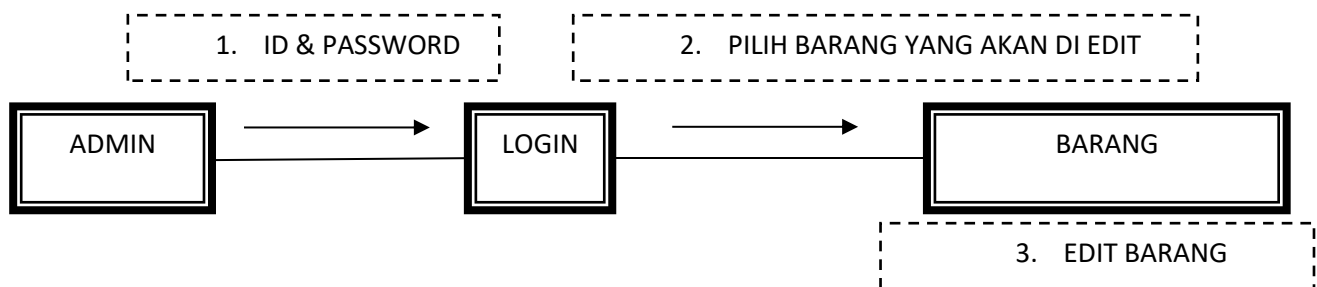 1. ID & PASSWORD
2. PILIH BARANG YANG AKAN DI EDIT
ADMIN
LOGIN
BARANG
3. EDIT BARANG